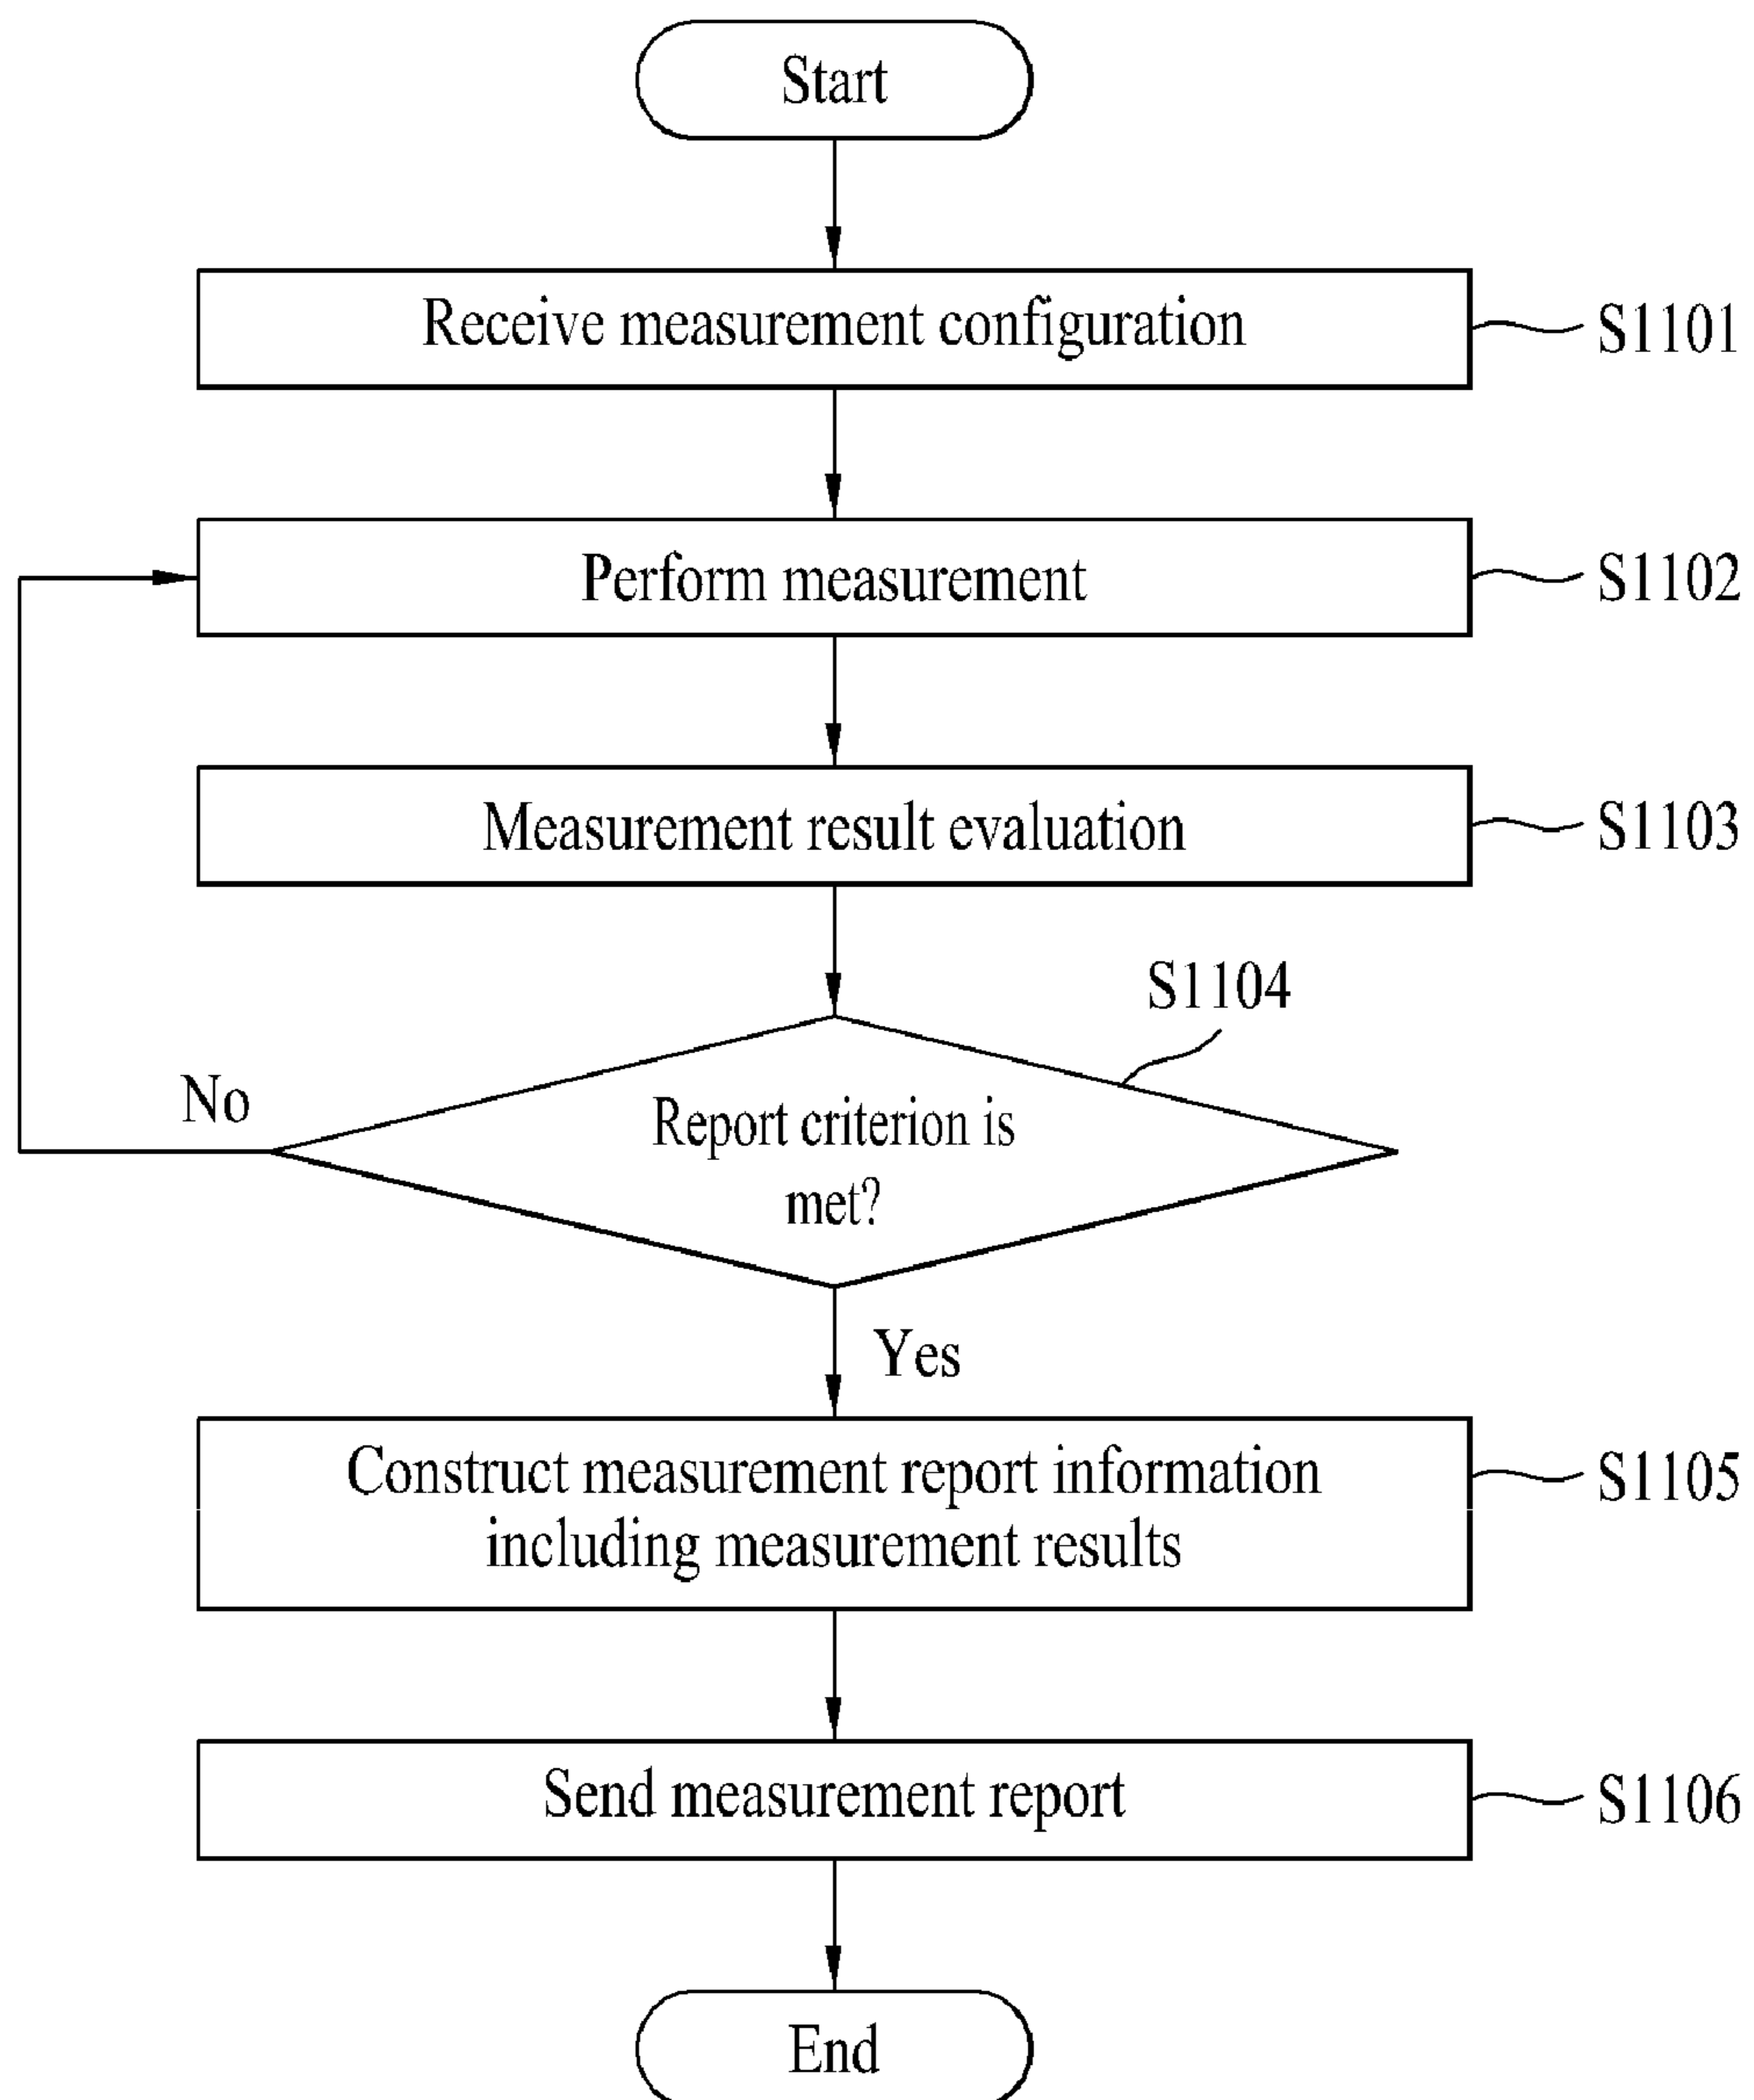 Start
Receive measurement configuration
S1101
Perform measurement
S1102
Measurement result evaluation
S1103
S1104
No
Report criterion is
met?
Yes
Construct measurement report information
including measurement results
S1105
Send measurement report
S1106
End